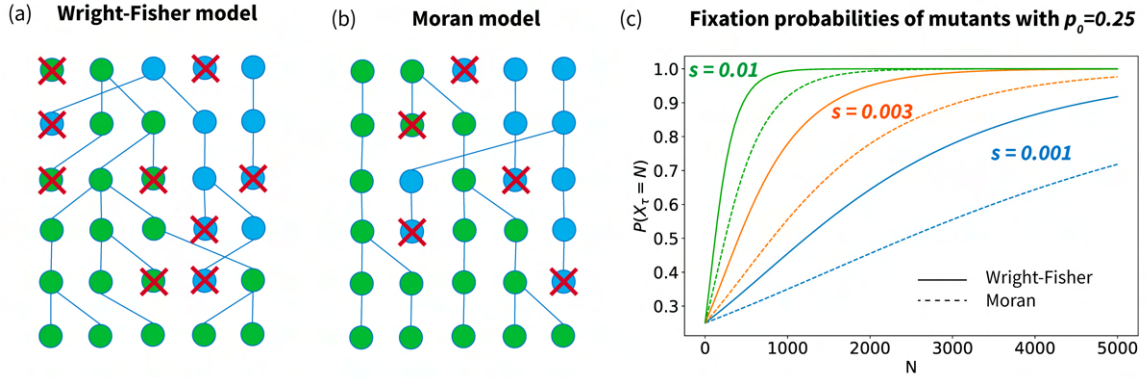 (a) Wright-Fisher model
(b) Moran model
(c) Fixation probabilities of mutants with p₀=0.25
s = 0.01
s = 0.003
s = 0.001
1.0
0.9
0.8
0.7
0.6
0.5
0.4
0.3
P(X_τ = N)
Wright-Fisher
Moran
0 1000 2000 3000 4000 5000
N